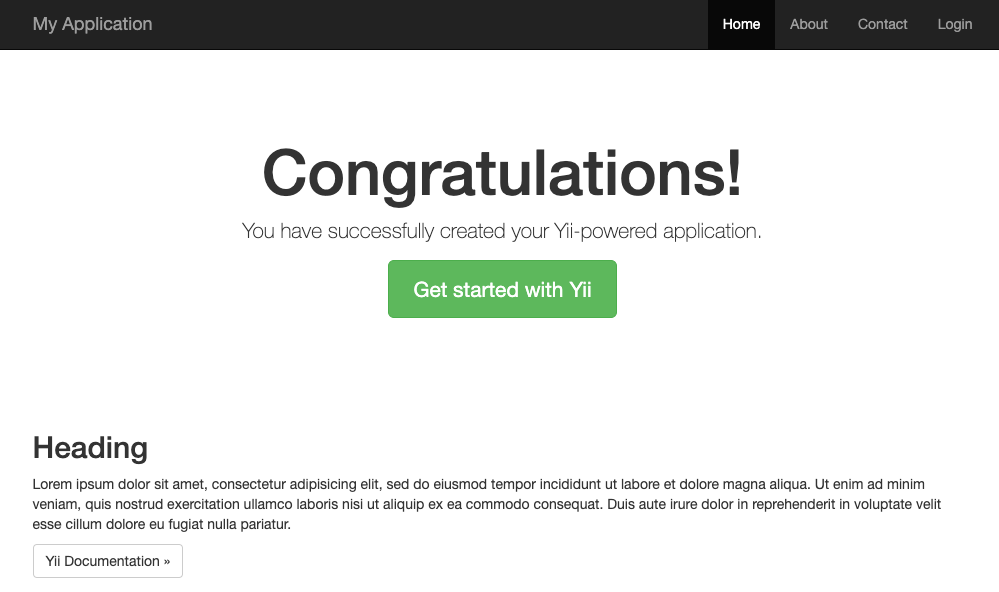 My Application
Home About Contact Login
Congratulations!
You have successfully created your Yii-powered application.
Get started with Yii
Heading
Lorem ipsum dolor sit amet, consectetur adipisicing elit, sed do eiusmod tempor incididunt ut labore et dolore magna aliqua. Ut enim ad minim
veniam, quis nostrud exercitation ullamco laboris nisi ut aliquip ex ea commodo consequat. Duis aute irure dolor in reprehenderit in voluptate velit
esse cillum dolore eu fugiat nulla pariatur.
Yii Documentation »